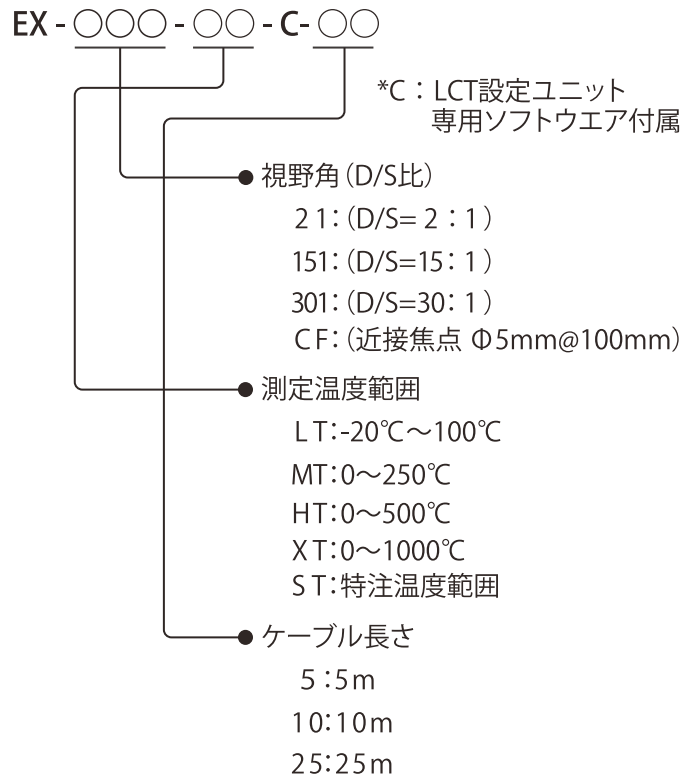 EX-○○○-○○-C-○○
*C：LCT設定ユニット
専用ソフトウエア付属
● 視野角（D/S比）
21：（D/S=2：1）
151：（D/S=15：1）
301：（D/S=30：1）
CF：（近接焦点 Φ5mm@100mm）
● 測定温度範囲
LT：-20℃～100℃
MT：0～250℃
HT：0～500℃
XT：0～1000℃
ST：特注温度範囲
● ケーブル長さ
5：5m
10：10m
25：25m